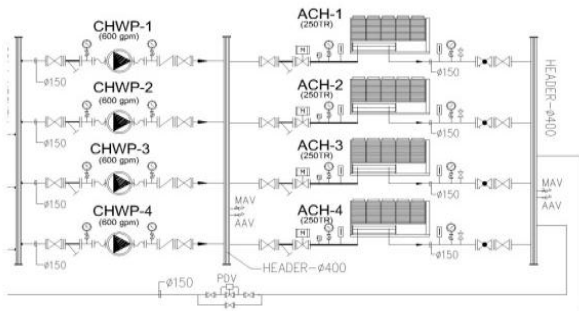 CHWP-1
(600 gpm)
ACH-1
(250TR)
M
ø150
ø150
CHWP-2
(600 gpm)
ACH-2
(250TR)
M
ø150
ø150
HEADER-ø400
CHWP-3
(600 gpm)
ACH-3
(250TR)
M
ø150
ø150
MAV
AAV
MAV
AAV
CHWP-4
(600 gpm)
ACH-4
(250TR)
M
ø150
ø150
HEADER-ø400
ø150
PDV